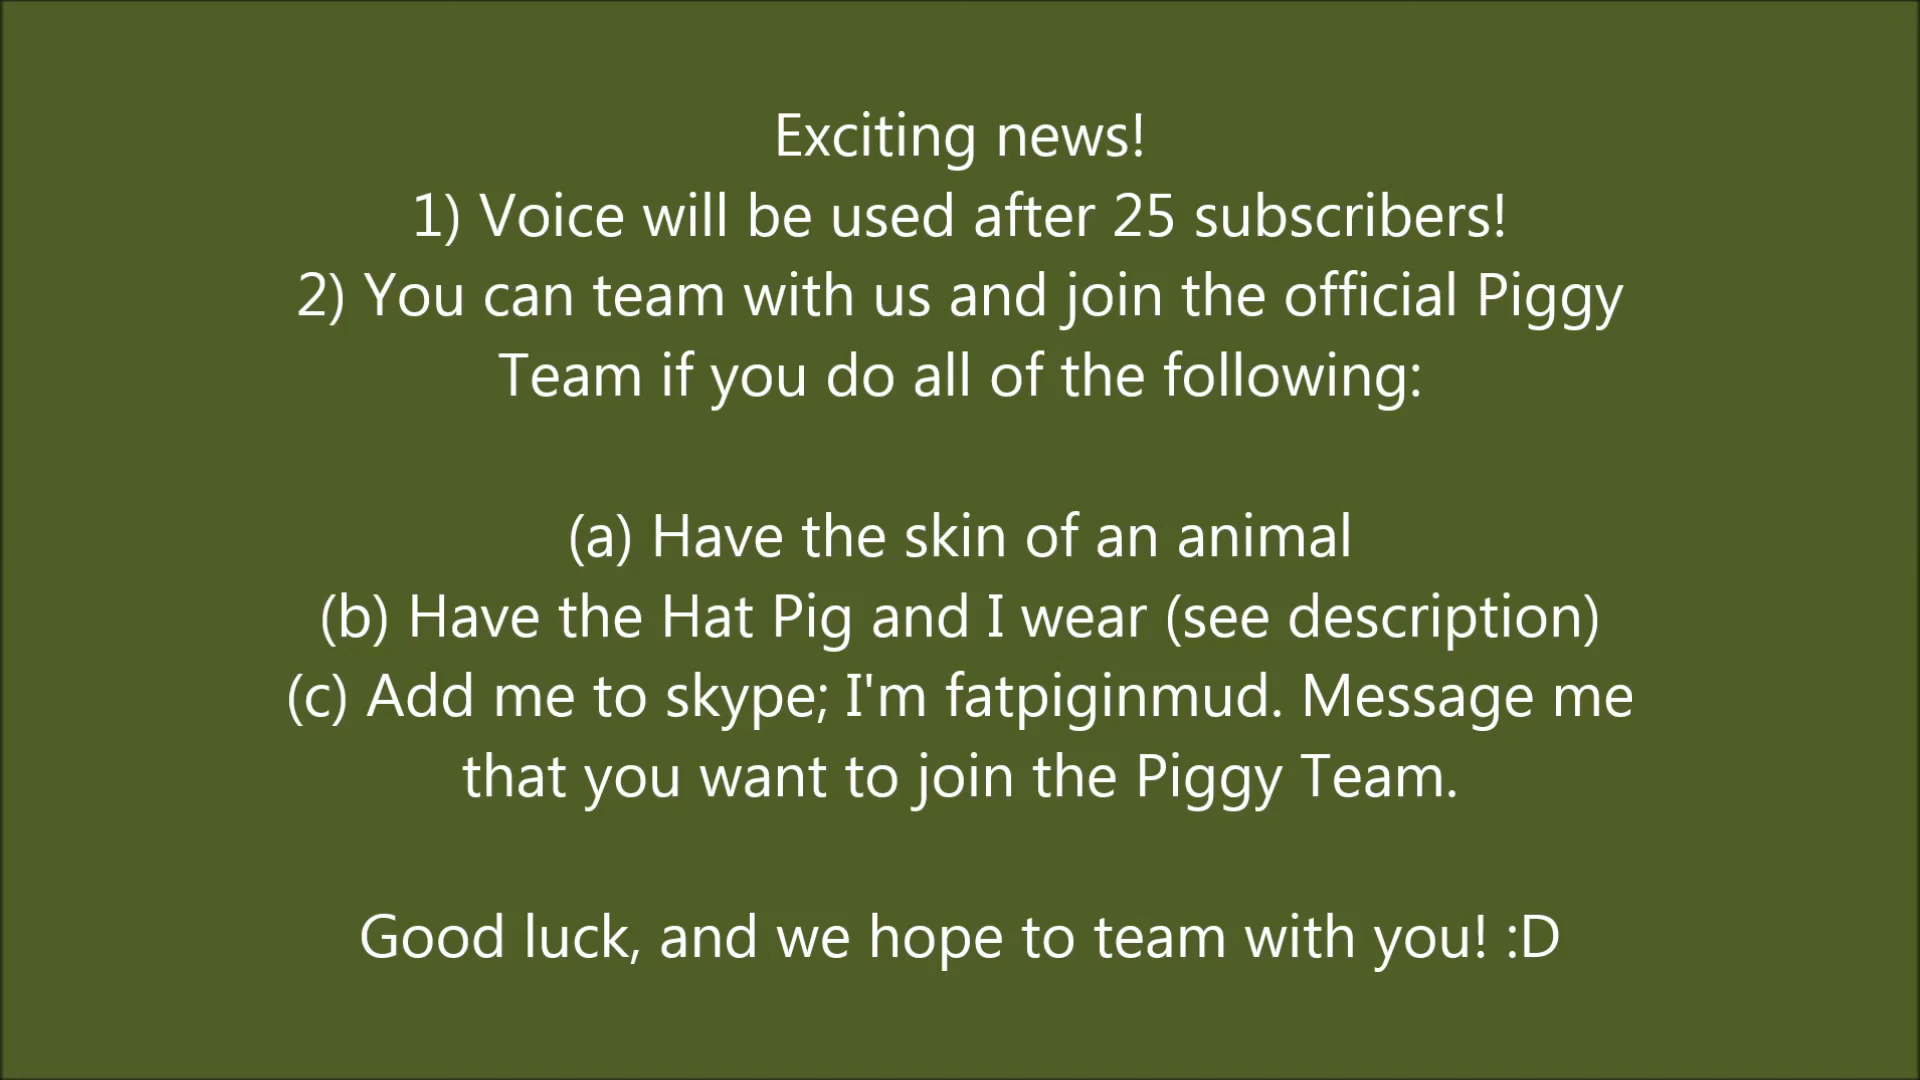 Exciting news!
1) Voice will be used after 25 subscribers!
2) You can team with us and join the official Piggy
Team if you do all of the following:
(a) Have the skin of an animal
(b) Have the Hat Pig and I wear (see description)
(c) Add me to skype; I'm fatpiginmud. Message me
that you want to join the Piggy Team.
Good luck, and we hope to team with you! :D